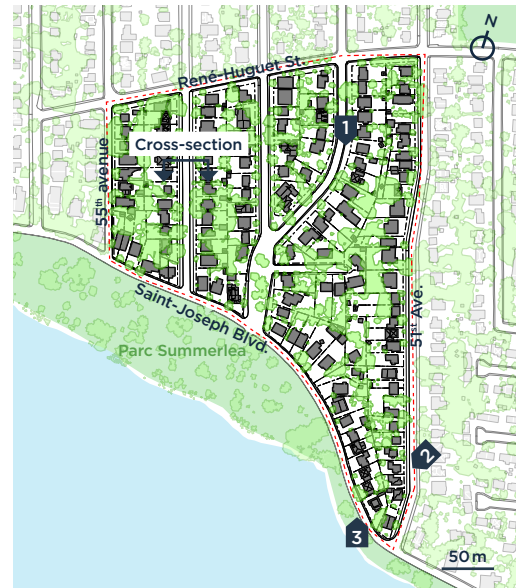 N
René-Huguet St.
1
Cross-section
55th avenue
Saint-Joseph Blvd.
51st Ave.
Parc Summerlea
2
3
50 m